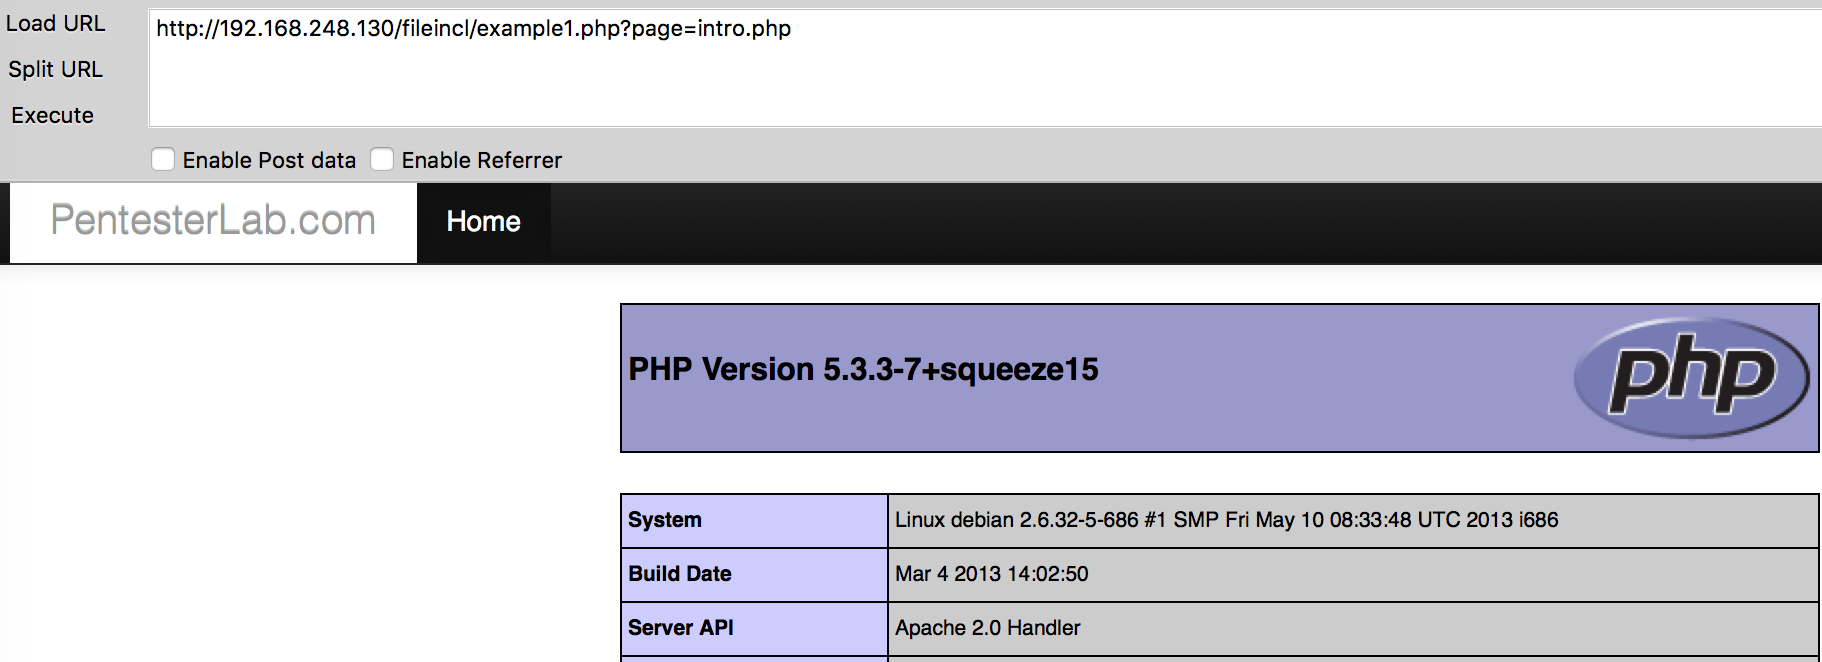 Load URL
http://192.168.248.130/fileincl/example1.php?page=intro.php
Split URL
Execute
Enable Post data
Enable Referrer
PentesterLab.com
Home
PHP Version 5.3.3-7+squeeze15
php
System
Linux debian 2.6.32-5-686 #1 SMP Fri May 10 08:33:48 UTC 2013 i686
Build Date
Mar 4 2013 14:02:50
Server API
Apache 2.0 Handler